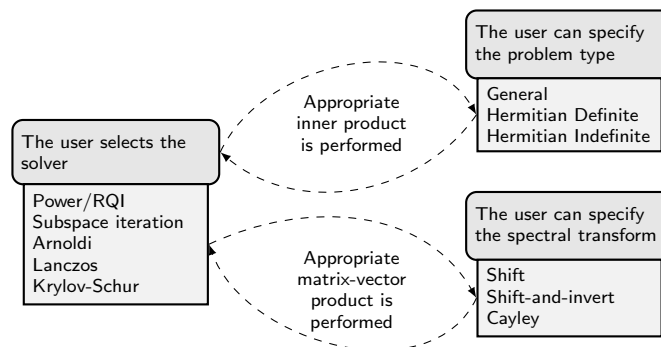 The user can specify
the problem type
General
Hermitian Definite
Hermitian Indefinite
Appropriate
inner product
is performed
The user selects the
solver
Power/RQI
Subspace iteration
Arnoldi
Lanczos
Krylov-Schur
The user can specify
the spectral transform
Shift
Shift-and-invert
Cayley
Appropriate
matrix-vector
product is
performed